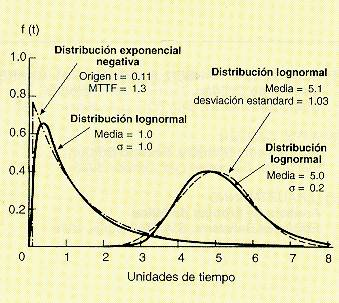 f (t)
1.0
0.8
0.6
0.4
0.2
Distribución exponencial
negativa
Origen t = 0.11
MTTF = 1.3
Distribución lognormal
Media = 1.0
σ = 1.0
Distribución lognormal
Media = 5.1
desviación estandard = 1.03
Distribución
lognormal
Media = 5.0
σ = 0.2
0 1 2 3 4 5 6 7 8
Unidades de tiempo